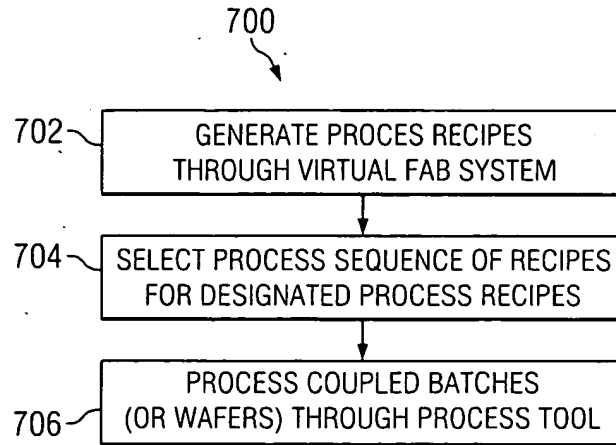 700
702
GENERATE PROCES RECIPES
THROUGH VIRTUAL FAB SYSTEM
704
SELECT PROCESS SEQUENCE OF RECIPES
FOR DESIGNATED PROCESS RECIPES
PROCESS COUPLED BATCHES
706
(OR WAFERS) THROUGH PROCESS TOOL